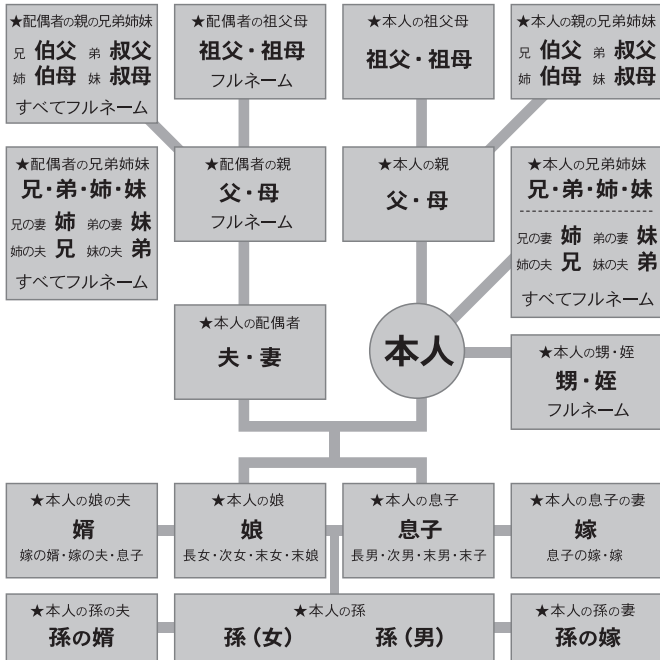 ★配偶者の親の兄弟姉妹
兄 伯父 弟 叔父
姉 伯母 妹 叔母
すべてフルネーム
★配偶者の祖父母
祖父・祖母
フルネーム
★本人の祖父母
祖父・祖母
★本人の親の兄弟姉妹
兄 伯父 弟 叔父
姉 伯母 妹 叔母
すべてフルネーム
★配偶者の兄弟姉妹
兄・弟・姉・妹
兄の妻 姉 弟の妻 妹
姉の夫 兄 妹の夫 弟
すべてフルネーム
★配偶者の親
父・母
フルネーム
★本人の親
父・母
★本人の兄弟姉妹
兄・弟・姉・妹
兄の妻 姉 弟の妻 妹
姉の夫 兄 妹の夫 弟
すべてフルネーム
★本人の配偶者
夫・妻
本人
★本人の甥・姪
甥・姪
フルネーム
★本人の娘の夫
婿
嫁の婿・嫁の夫・息子
★本人の娘
娘
長女・次女・末女・末娘
★本人の息子
息子
長男・次男・末男・末子
★本人の息子の妻
嫁
息子の嫁・嫁
★本人の孫の夫
孫の婿
★本人の孫
孫（女） 孫（男）
★本人の孫の妻
孫の嫁